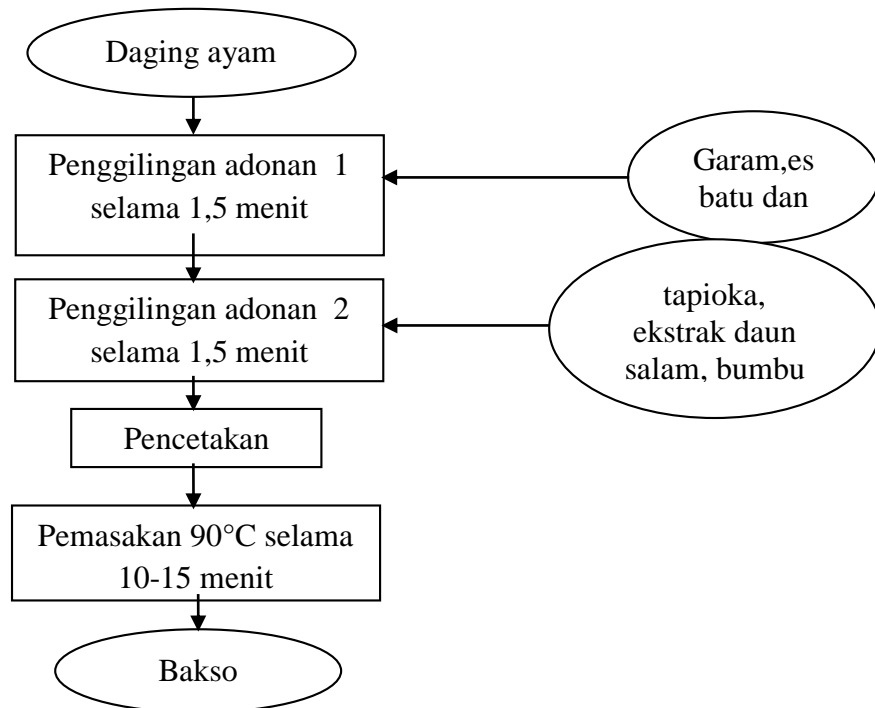 Daging ayam
Penggilingan adonan 1
selama 1,5 menit
Garam,es
batu dan
Penggilingan adonan 2
selama 1,5 menit
tapioka,
ekstrak daun
salam, bumbu
Pencetakan
Pemasakan 90°C selama
10-15 menit
Bakso